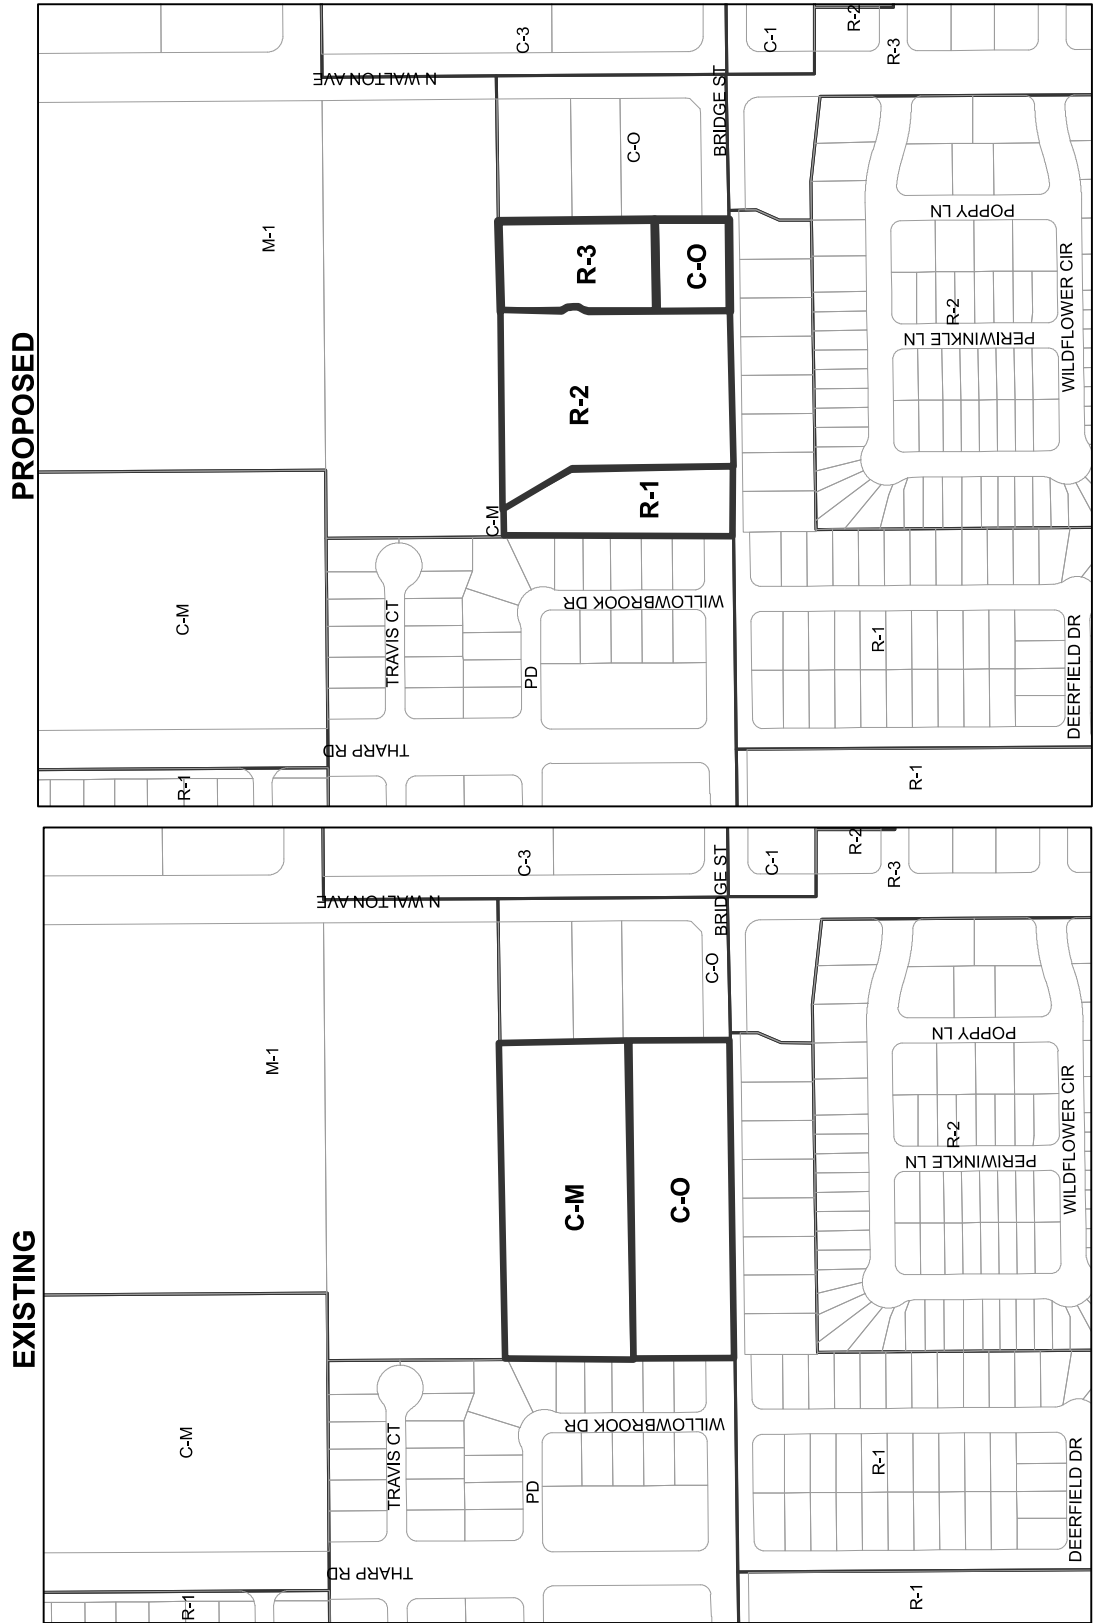 EXISTING
R-1
C-M
M-1
THARP RD
N WALTON AVE
TRAVIS CT
C-3
PD
C-M
WILLOWBROOK DR
C-O
C-O
BRIDGE ST
C-1
R-2
R-1
R-3
R-1
R-2
PERIWINKLE LN
POPPY LN
WILDFLOWER CIR
DEERFIELD DR
PROPOSED
R-1
C-M
M-1
THARP RD
N WALTON AVE
TRAVIS CT
C-M
C-3
PD
R-2
R-3
C-O
WILLOWBROOK DR
R-1
C-O
BRIDGE ST
C-1
R-2
R-1
R-3
R-1
R-2
PERIWINKLE LN
POPPY LN
WILDFLOWER CIR
DEERFIELD DR